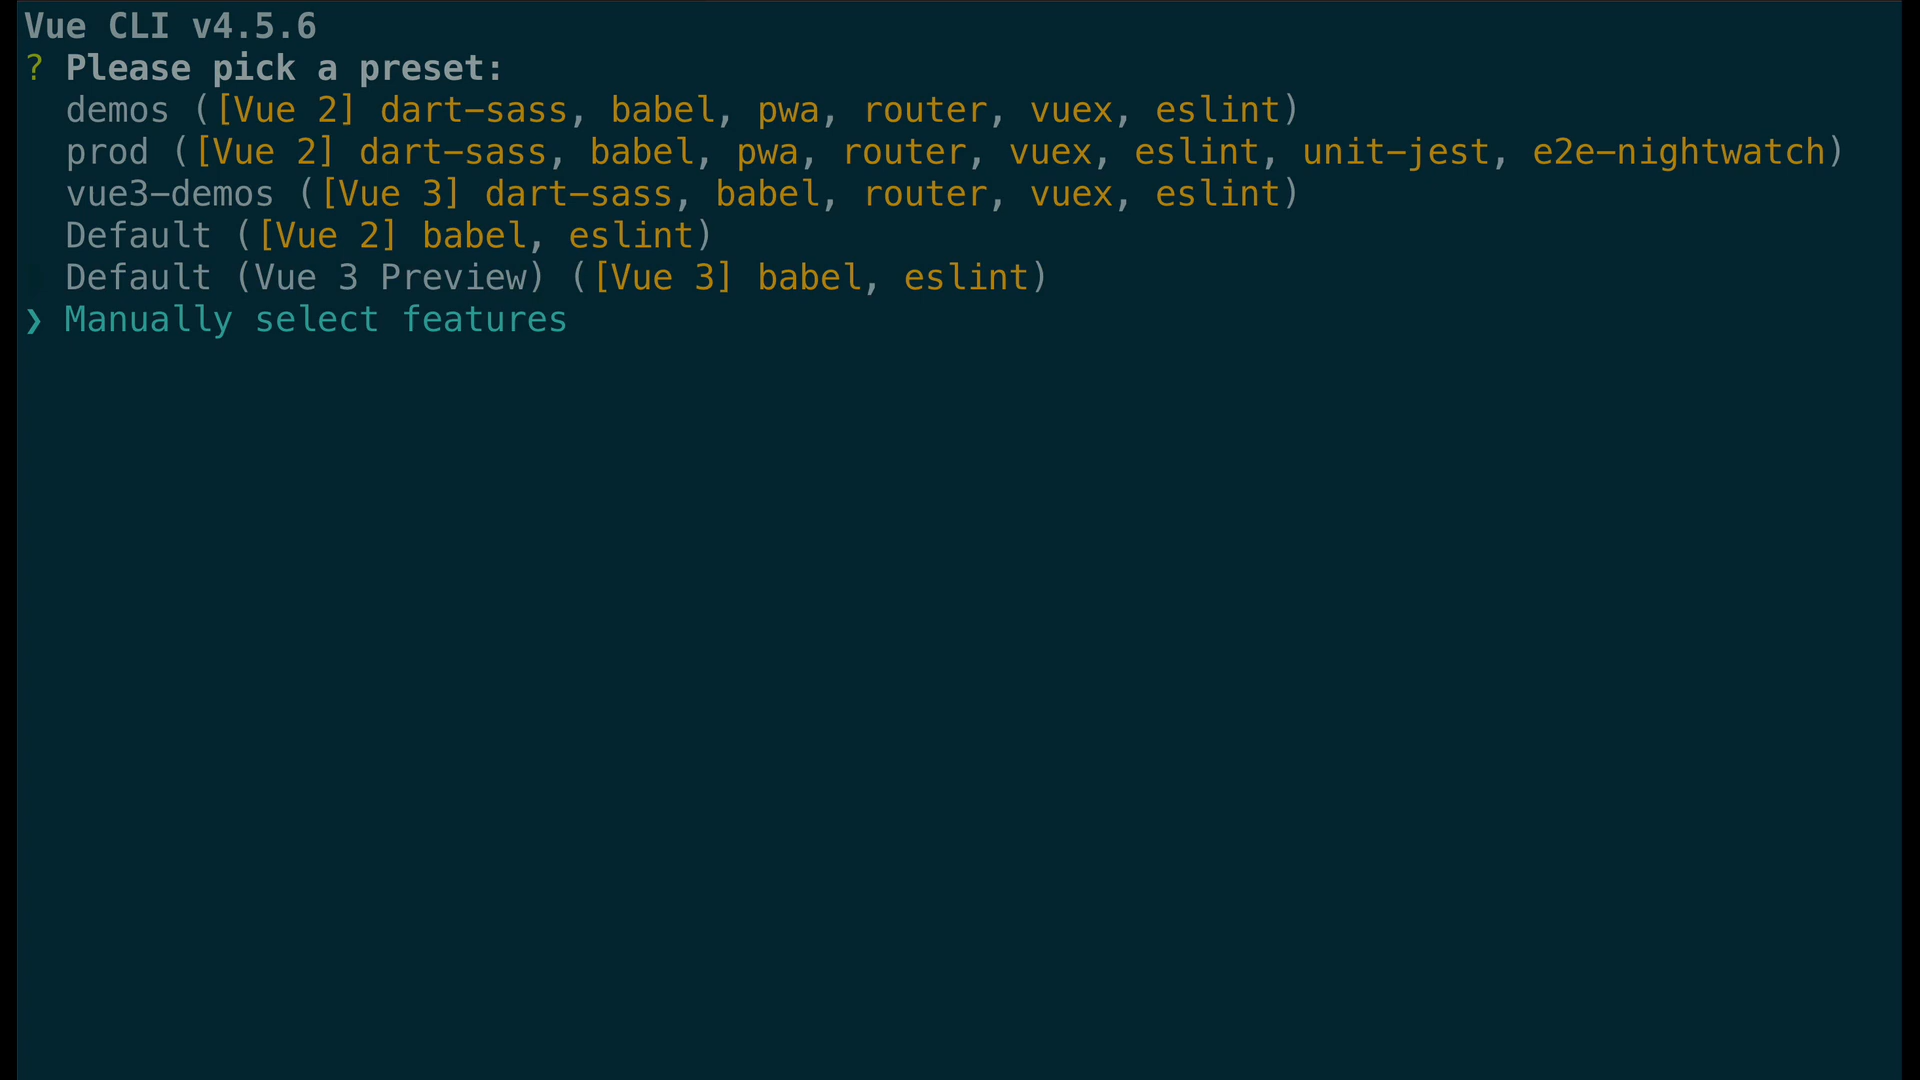 Vue CLI v4.5.6
? Please pick a preset:
demos ([Vue 2] dart-sass, babel, pwa, router, vuex, eslint)
prod ([Vue 2] dart-sass, babel, pwa, router, vuex, eslint, unit-jest, e2e-nightwatch)
vue3-demos ([Vue 3] dart-sass, babel, router, vuex, eslint)
Default ([Vue 2] babel, eslint)
Default (Vue 3 Preview) ([Vue 3] babel, eslint)
❯ Manually select features